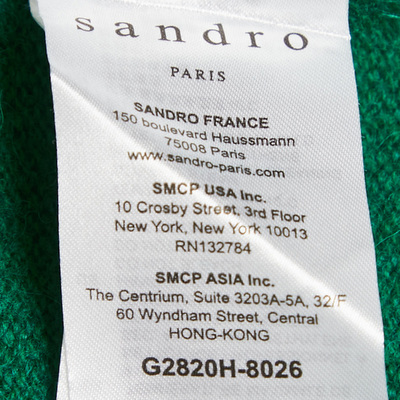 sandro
PARIS
SANDRO FRANCE
150 boulevard Haussmann
75008 Paris
www.sandro-paris.com
SMCP USA Inc.
10 Crosby Street, 3rd Floor
New York, New York 10013
RN132784
SMCP ASIA Inc.
The Centrium, Suite 3203A-5A, 32/F
60 Wyndham Street, Central
HONG-KONG
G2820H-8026